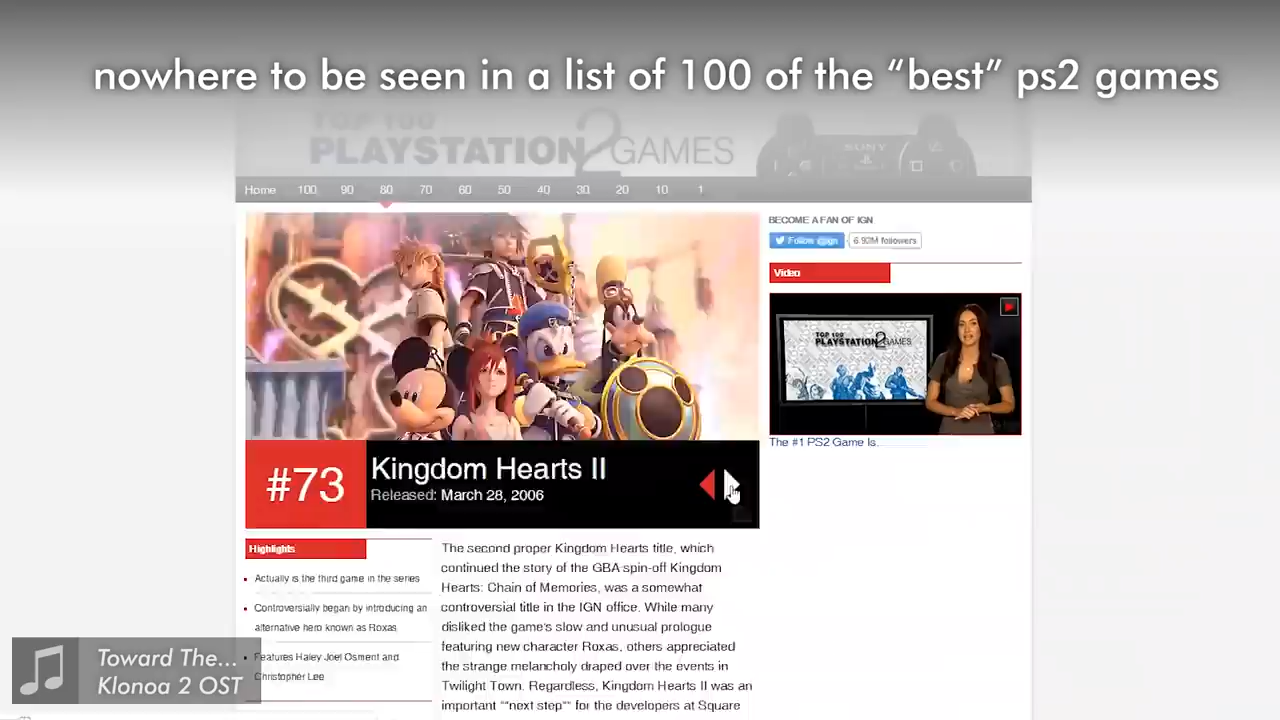 nowhere to be seen in a list of 100 of the “best” ps2 games
TOP 100
PLAYSTATION 2 GAMES
SONY
Home 100 90 80 70 60 50 40 30 20 10 1
BECOME A FAN OF IGN
Follow @ign 6.92M followers
Video
TOP 100
PLAYSTATION 2 GAMES
The #1 PS2 Game Is.
#73
Kingdom Hearts II
Released: March 28, 2006
Highlights
Actually is the third game in the series
Controversially began by introducing an
alternative hero known as Roxas
Features Haley Joel Osment and
Christopher Lee
The second proper Kingdom Hearts title, which
continued the story of the GBA spin-off Kingdom
Hearts: Chain of Memories, was a somewhat
controversial title in the IGN office. While many
disliked the game's slow and unusual prologue
featuring new character Roxas, others appreciated
the strange melancholy draped over the events in
Twilight Town. Regardless, Kingdom Hearts II was an
important ""next step"" for the developers at Square
Toward The...
Klonoa 2 OST